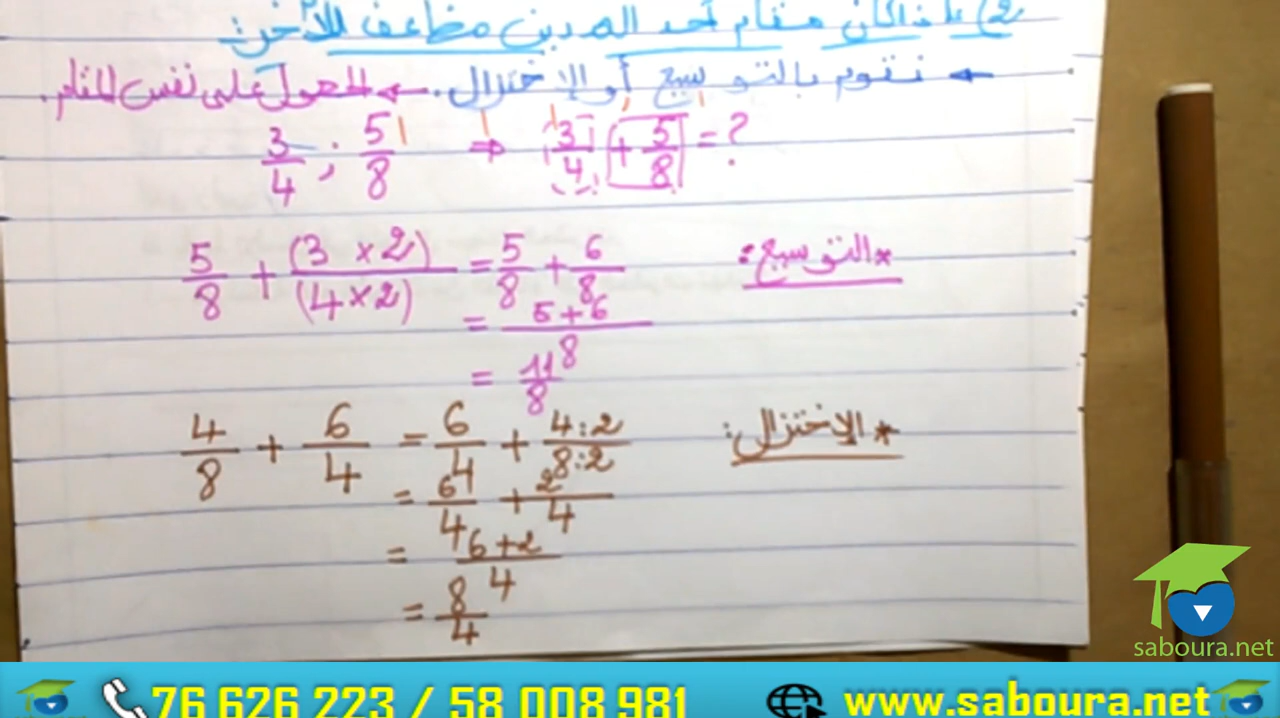 2) إذا كان مقام أحد العددين مضاعف للآخر:
← نقوم بالتوسيع أو الإختزال. ← للحصول على نفس المقام.
3/4 ; 5/8 ⇒ 3/4 + 5/8 = ?
* التوسيع:
5/8 + (3 × 2)/(4 × 2) = 5/8 + 6/8
= 5+6/8
= 11/8
* الإختزال:
4/8 + 6/4 = 6/4 + 4:2/8:2
= 6/4 + 2/4
= 6+2/4
= 8/4
saboura.net
76 626 223 / 58 008 981
www.saboura.net